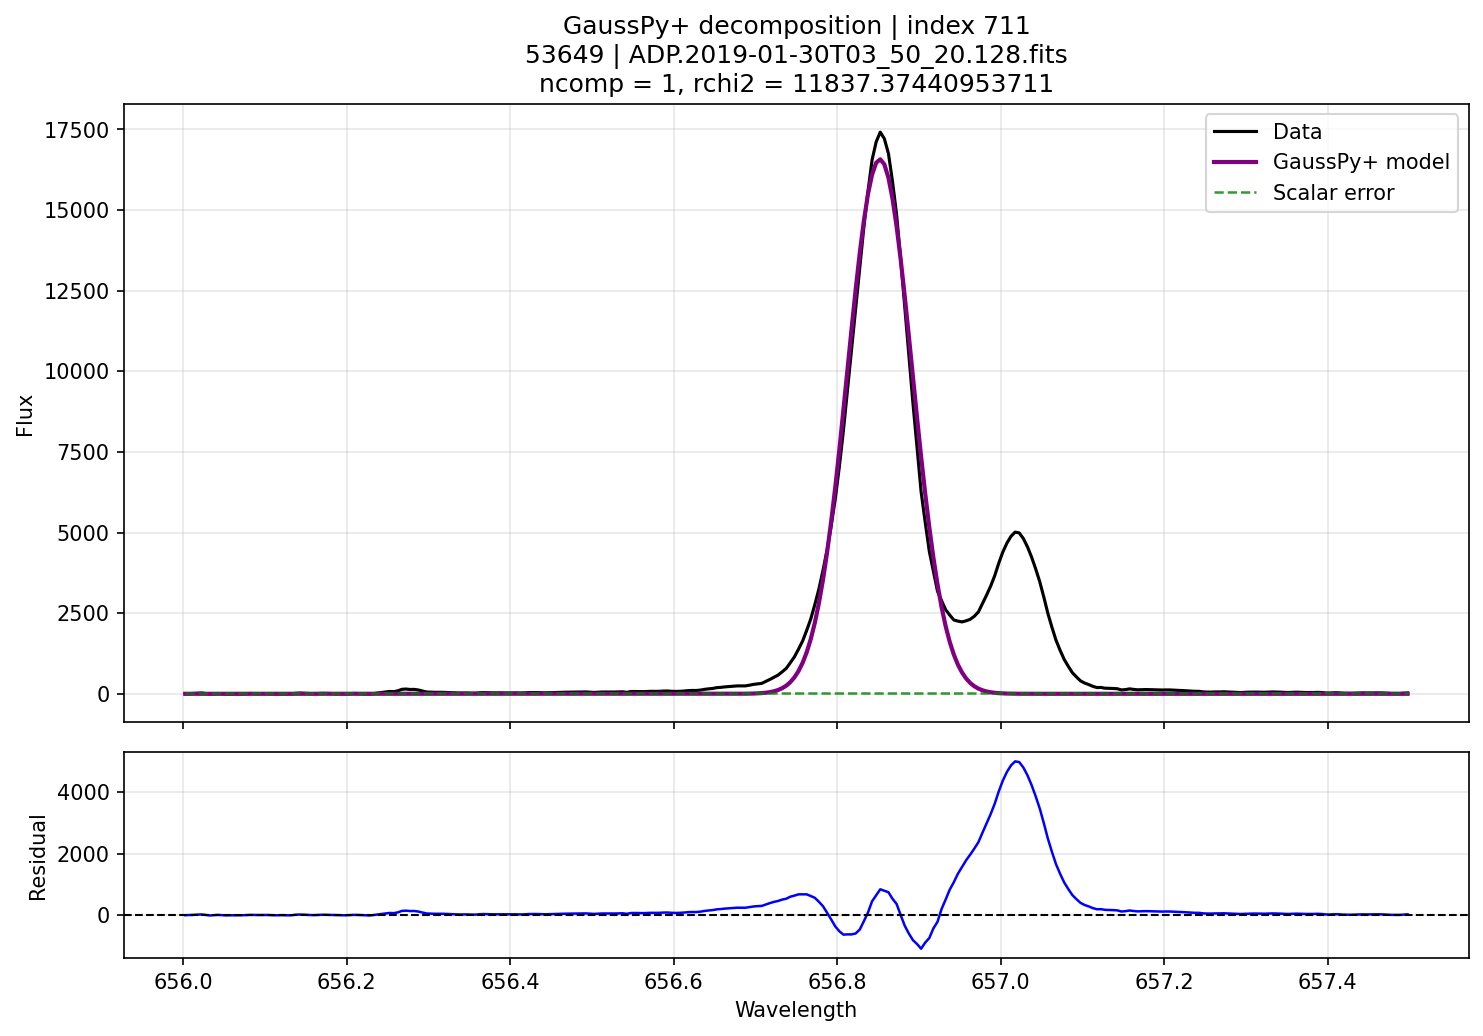 GaussPy+ decomposition | index 711
53649 | ADP.2019-01-30T03_50_20.128.fits
ncomp = 1, rchi2 = 11837.37440953711
Data
GaussPy+ model
Scalar error
17500
15000
12500
10000
7500
5000
2500
0
Flux
4000
2000
0
Residual
656.0 656.2 656.4 656.6 656.8 657.0 657.2 657.4
Wavelength